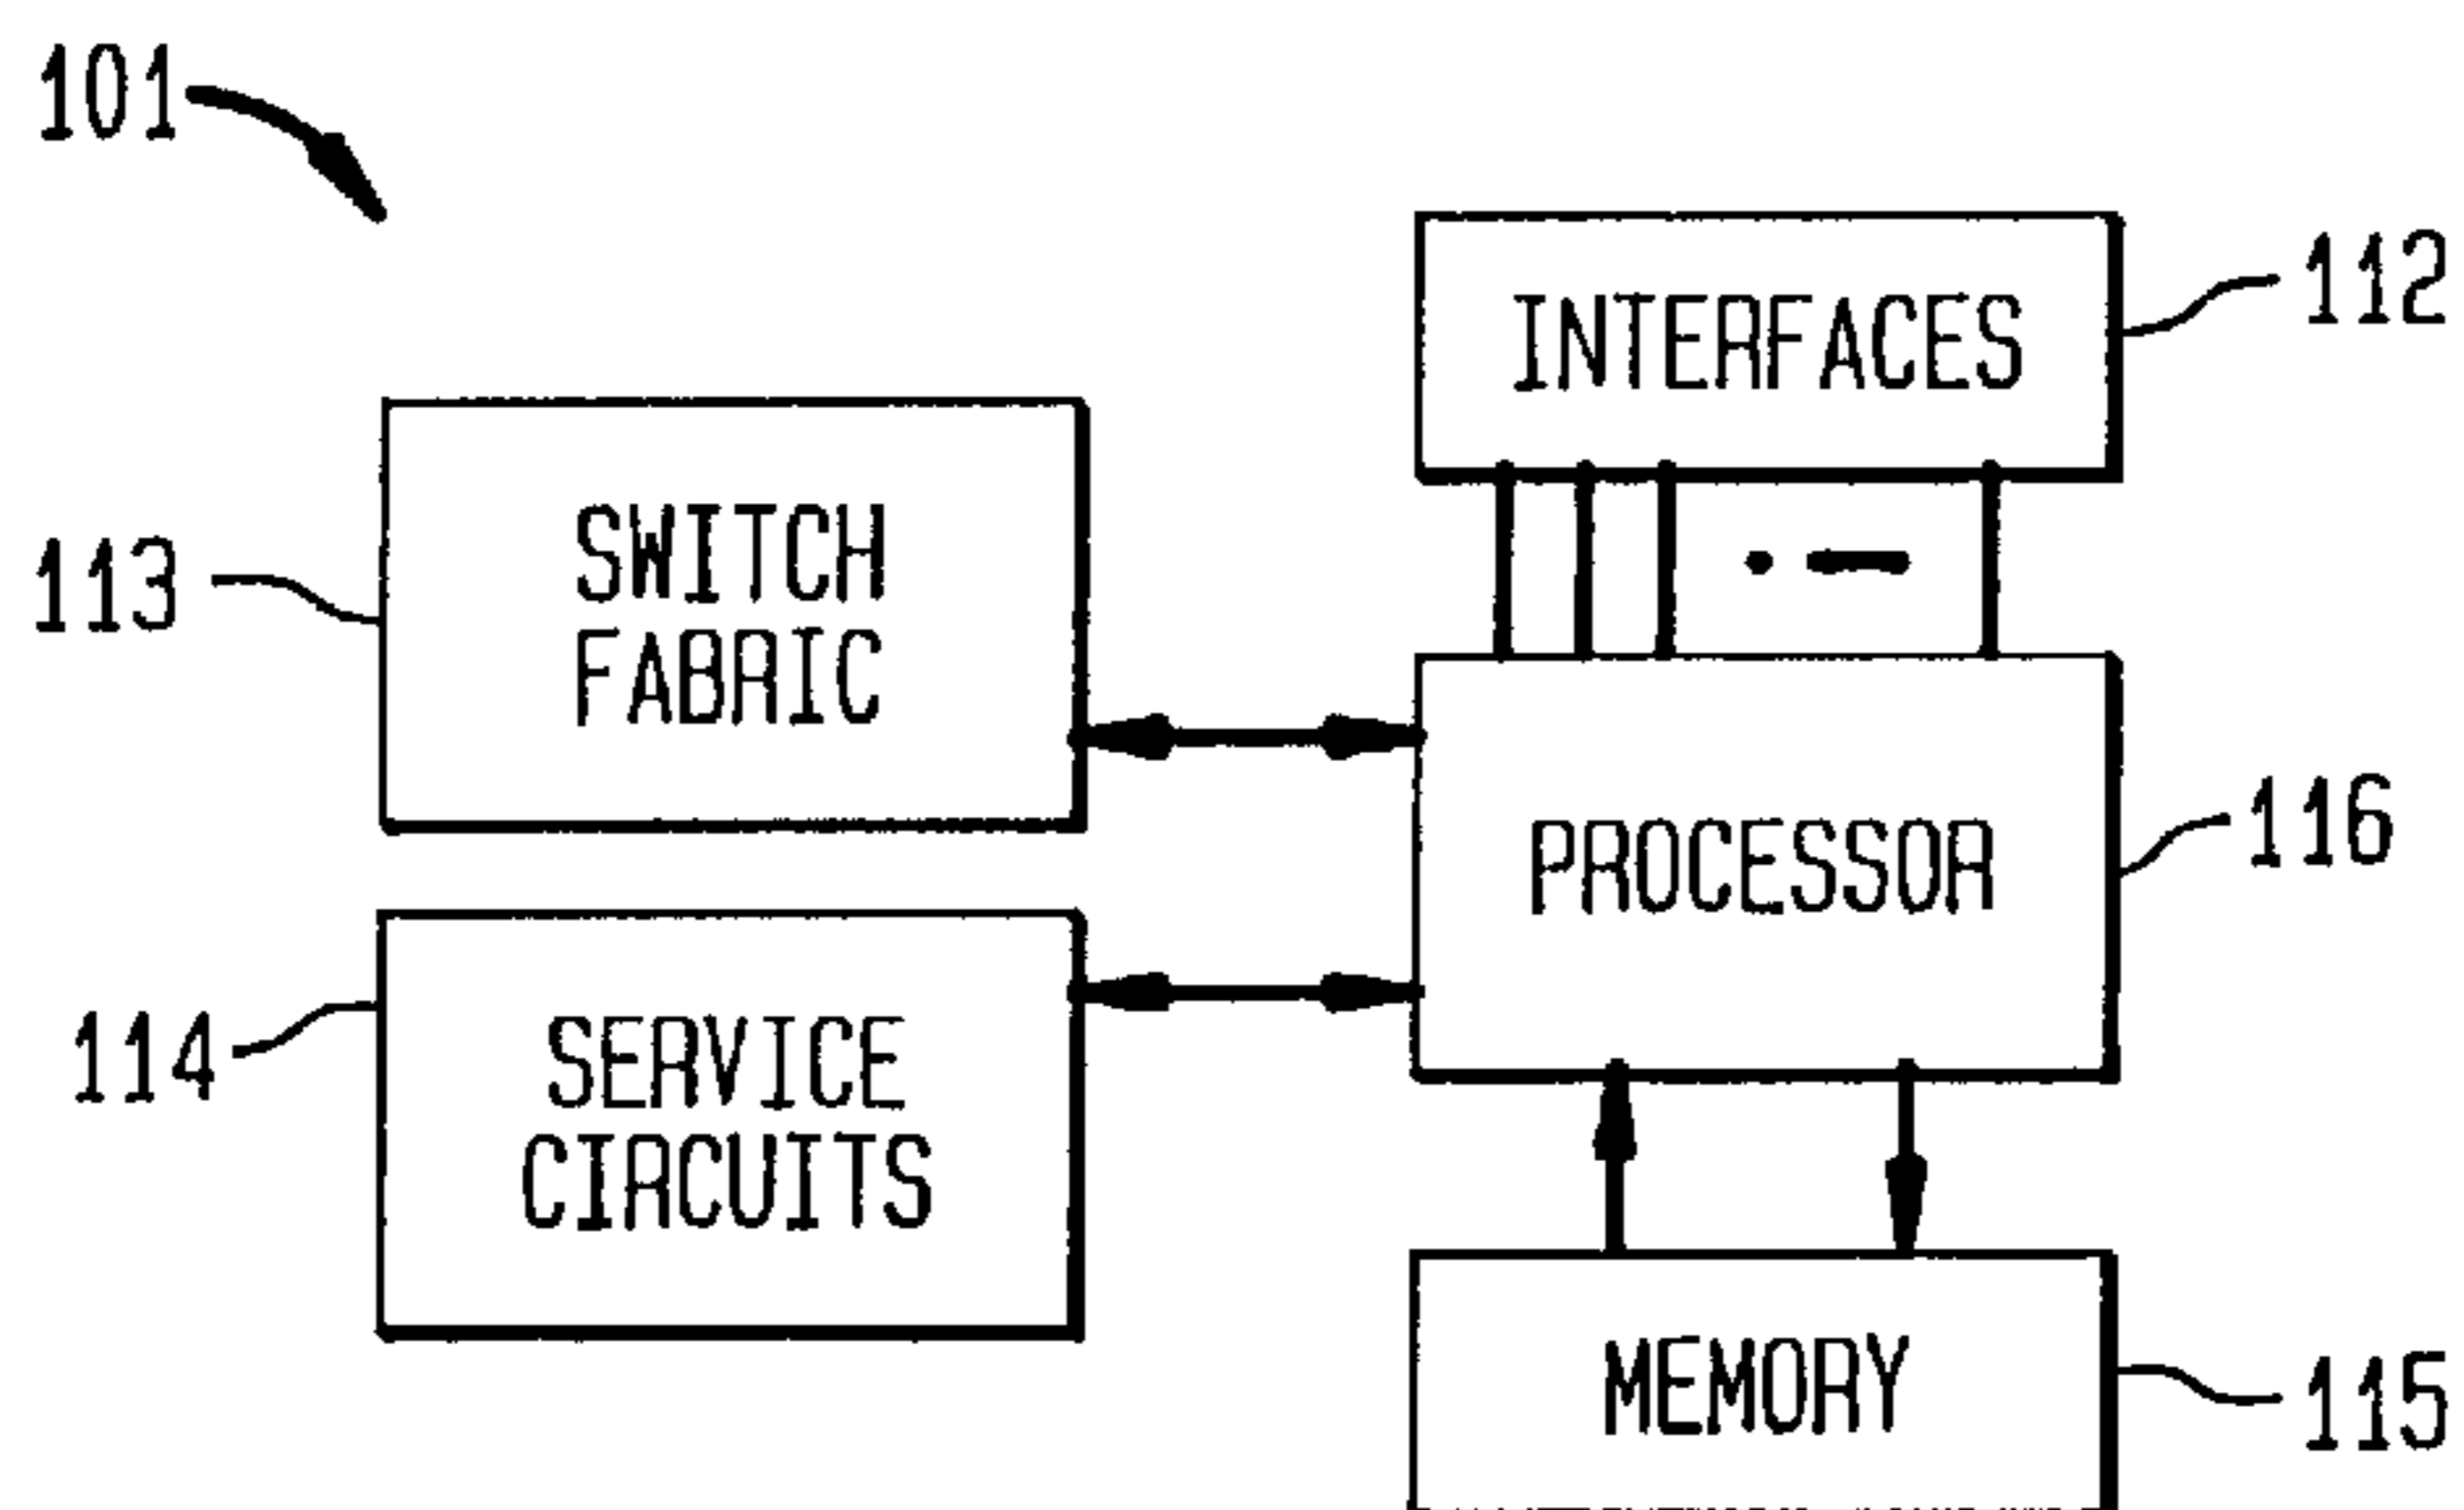 101
INTERFACES
112
SWITCH
FABRIC
113
PROCESSOR
116
SERVICE
CIRCUITS
114
MEMORY
115